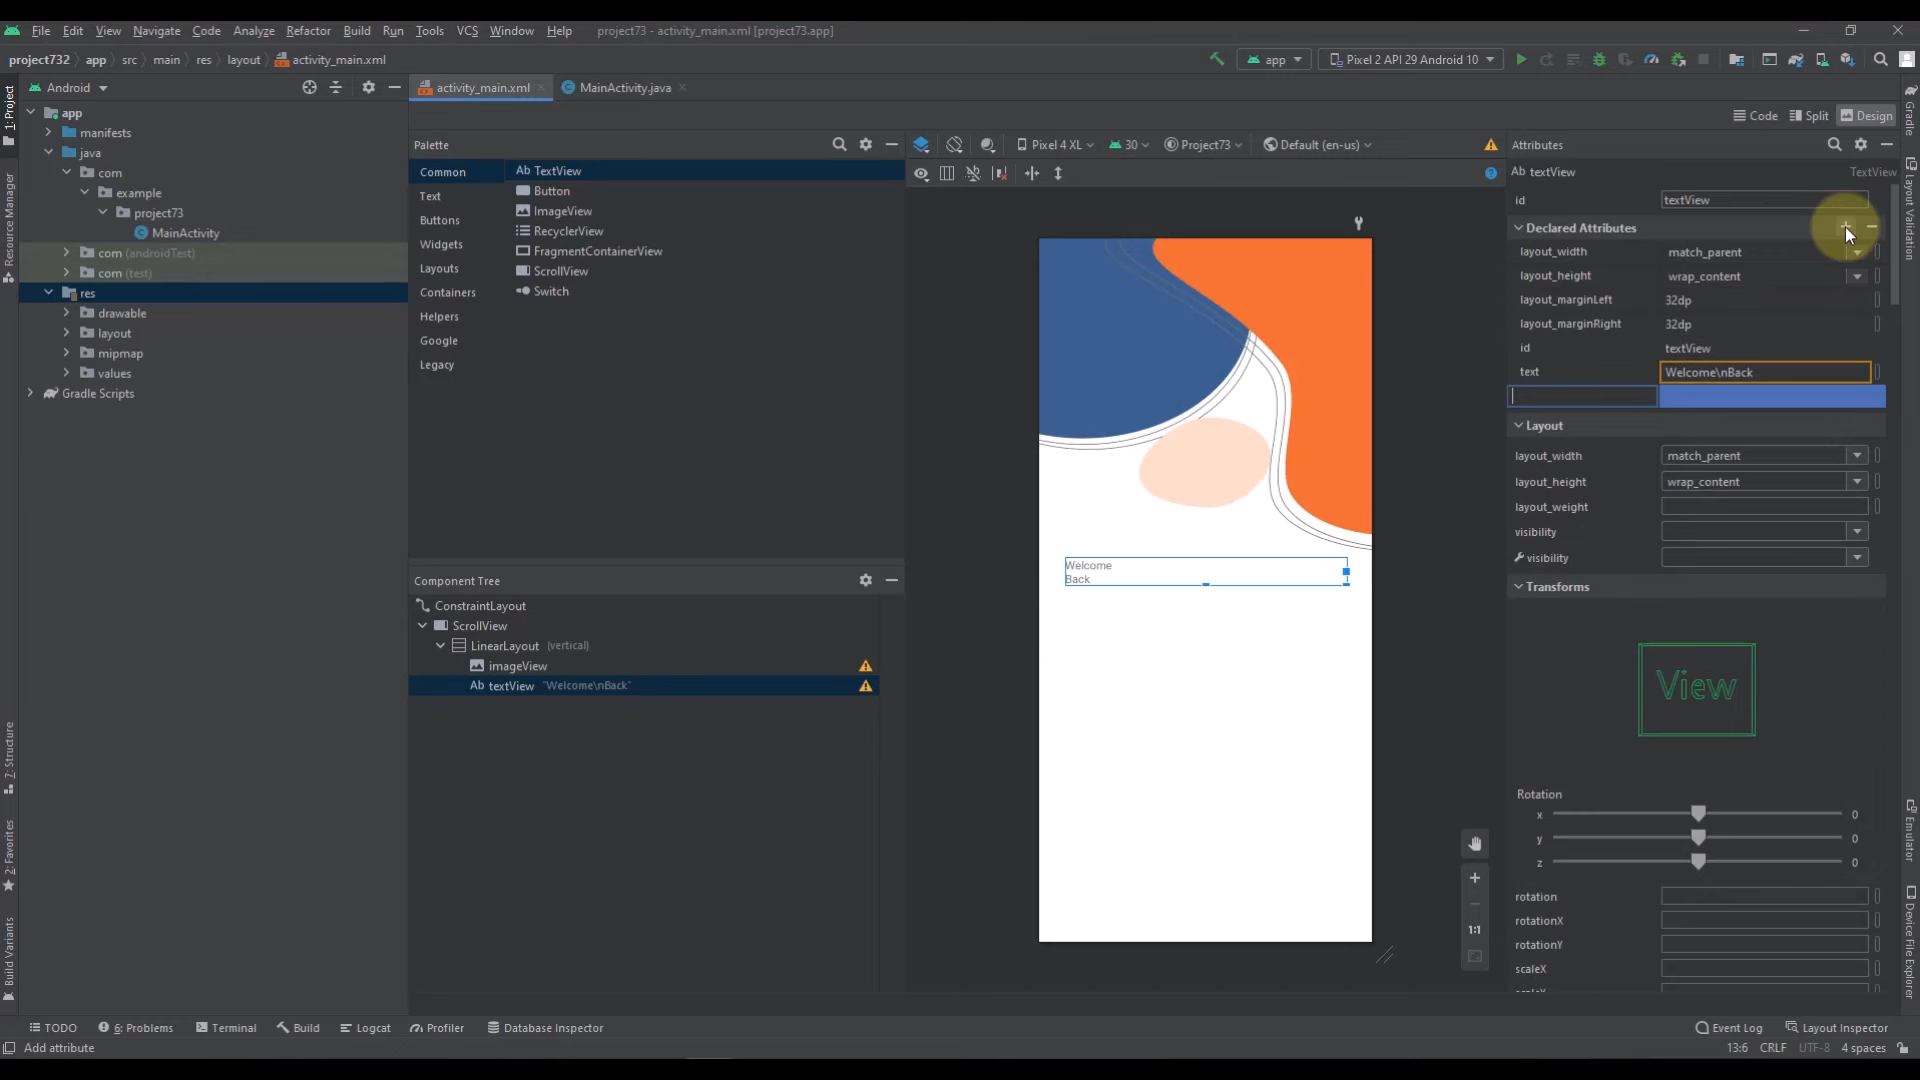 File Edit View Navigate Code Analyze Refactor Build Run Tools VCS Window Help project73 - activity_main.xml [project73.app]
project732 app src main res layout activity_main.xml app Pixel 2 API 29 Android 10
Android activity_main.xml MainActivity.java
Code Split Design
1: Project
Resource Manager
7: Structure
2: Favorites
Build Variants
app
manifests
java
com
example
project73
MainActivity
com (androidTest)
com (test)
res
drawable
layout
mipmap
values
Gradle Scripts
Palette
Common
Text
Buttons
Widgets
Layouts
Containers
Helpers
Google
Legacy
Ab TextView
Button
ImageView
RecyclerView
FragmentContainerView
ScrollView
Switch
Component Tree
ConstraintLayout
ScrollView
LinearLayout (vertical)
imageView
Ab textView "Welcome\nBack"
Pixel 4 XL 30 Project73 Default (en-us)
Welcome
Back
1:1
Attributes
Ab textView TextView
id textView
Declared Attributes
layout_width match_parent
layout_height wrap_content
layout_marginLeft 32dp
layout_marginRight 32dp
id textView
text Welcome\nBack
Layout
layout_width match_parent
layout_height wrap_content
layout_weight
visibility
visibility
Transforms
View
Rotation
x 0
y 0
z 0
rotation
rotationX
rotationY
scaleX
Gradle
Layout Validation
Emulator
Device File Explorer
TODO 6: Problems Terminal Build Logcat Profiler Database Inspector Event Log Layout Inspector
Add attribute 13:6 CRLF UTF-8 4 spaces